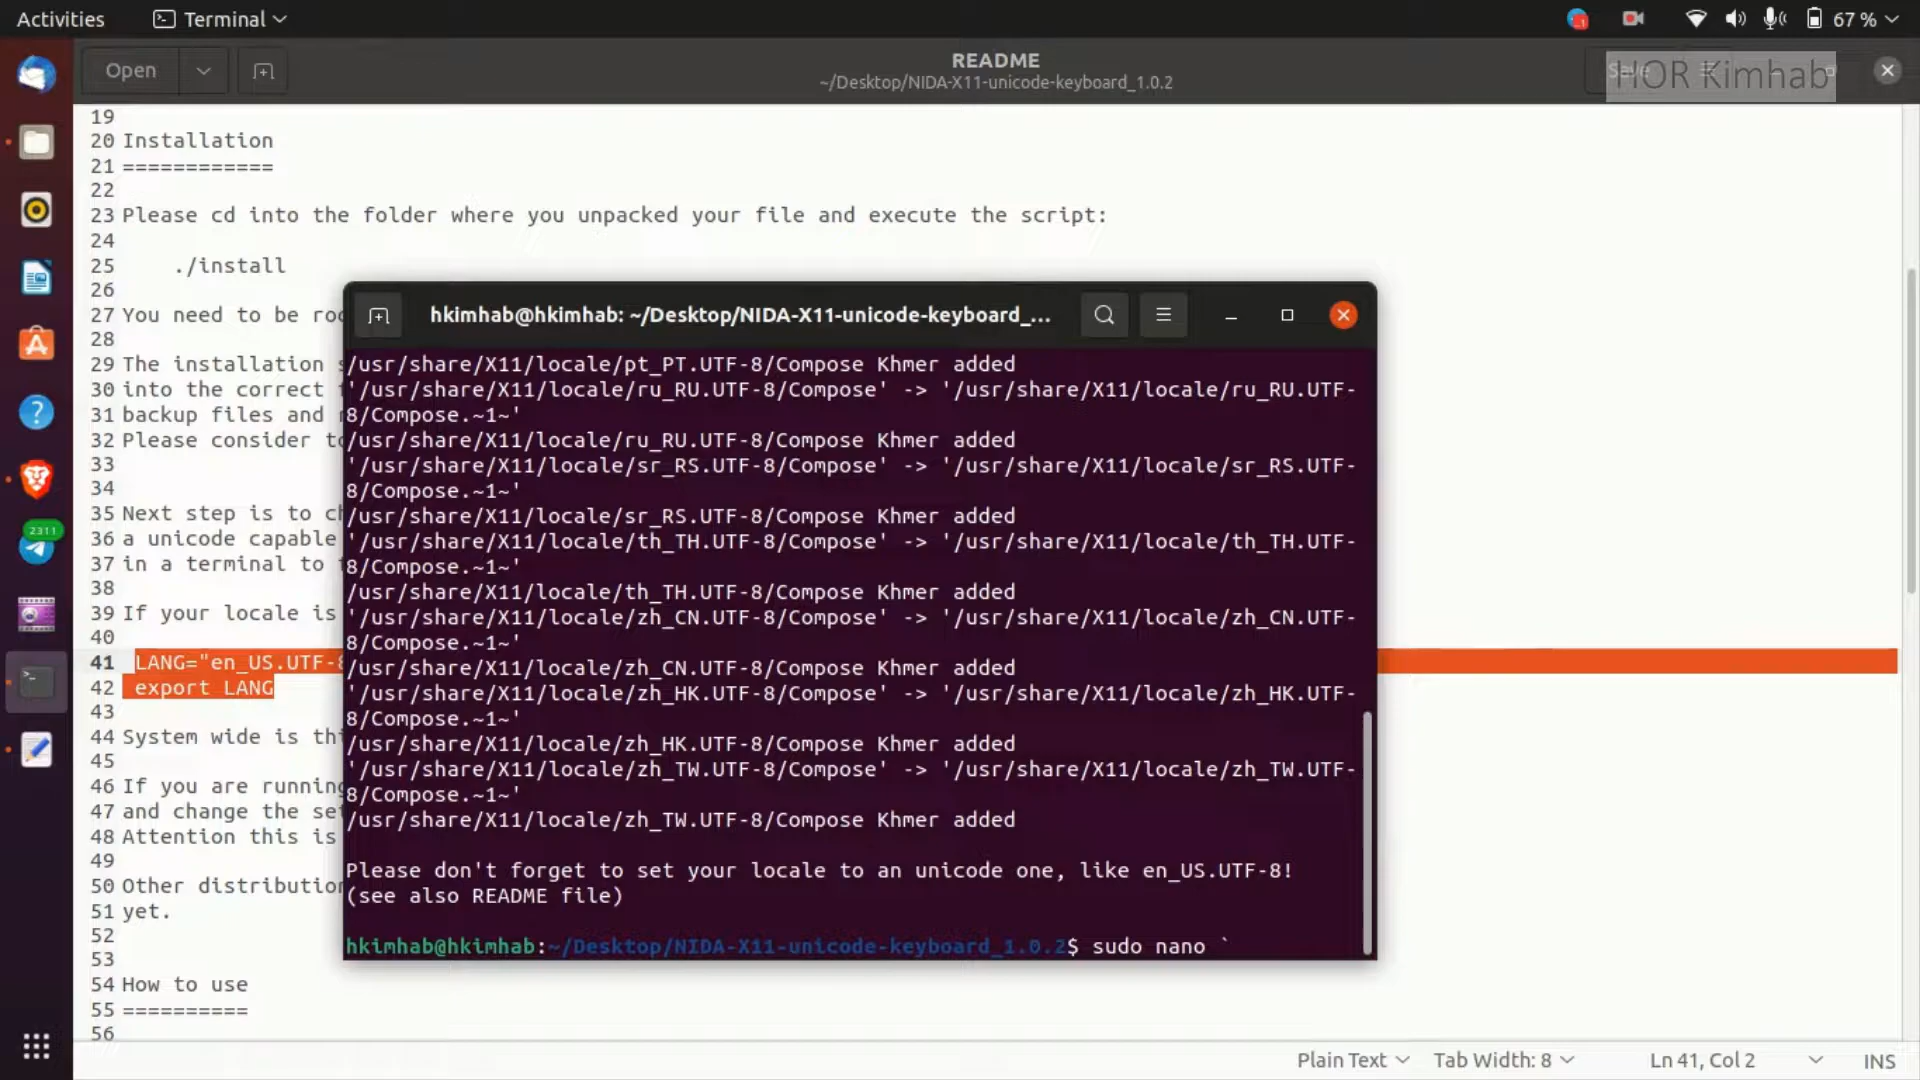 Activities
Terminal
67 %
Open
README
~/Desktop/NIDA-X11-unicode-keyboard_1.0.2
Save
HOR Kimhab
19
20 Installation
21 ============
22
23 Please cd into the folder where you unpacked your file and execute the script:
24
25 ./install
26
27 You need to be roo
28
29 The installation s
30 into the correct f
31 backup files and
32 Please consider to
33
34
35 Next step is to ch
36 a unicode capable
37 in a terminal to
38
39 If your locale is
40
41 LANG="en_US.UTF-8
42 export LANG
43
44 System wide is thi
45
46 If you are running
47 and change the set
48 Attention this is
49
50 Other distribution
51 yet.
52
53
54 How to use
55 ==========
56
2311
hkimhab@hkimhab: ~/Desktop/NIDA-X11-unicode-keyboard_...
/usr/share/X11/locale/pt_PT.UTF-8/Compose Khmer added
'/usr/share/X11/locale/ru_RU.UTF-8/Compose' -> '/usr/share/X11/locale/ru_RU.UTF-
8/Compose.~1~'
/usr/share/X11/locale/ru_RU.UTF-8/Compose Khmer added
'/usr/share/X11/locale/sr_RS.UTF-8/Compose' -> '/usr/share/X11/locale/sr_RS.UTF-
8/Compose.~1~'
/usr/share/X11/locale/sr_RS.UTF-8/Compose Khmer added
'/usr/share/X11/locale/th_TH.UTF-8/Compose' -> '/usr/share/X11/locale/th_TH.UTF-
8/Compose.~1~'
/usr/share/X11/locale/th_TH.UTF-8/Compose Khmer added
'/usr/share/X11/locale/zh_CN.UTF-8/Compose' -> '/usr/share/X11/locale/zh_CN.UTF-
8/Compose.~1~'
/usr/share/X11/locale/zh_CN.UTF-8/Compose Khmer added
'/usr/share/X11/locale/zh_HK.UTF-8/Compose' -> '/usr/share/X11/locale/zh_HK.UTF-
8/Compose.~1~'
/usr/share/X11/locale/zh_HK.UTF-8/Compose Khmer added
'/usr/share/X11/locale/zh_TW.UTF-8/Compose' -> '/usr/share/X11/locale/zh_TW.UTF-
8/Compose.~1~'
/usr/share/X11/locale/zh_TW.UTF-8/Compose Khmer added
Please don't forget to set your locale to an unicode one, like en_US.UTF-8!
(see also README file)
hkimhab@hkimhab:~/Desktop/NIDA-X11-unicode-keyboard_1.0.2$ sudo nano `
Plain Text
Tab Width: 8
Ln 41, Col 2
INS